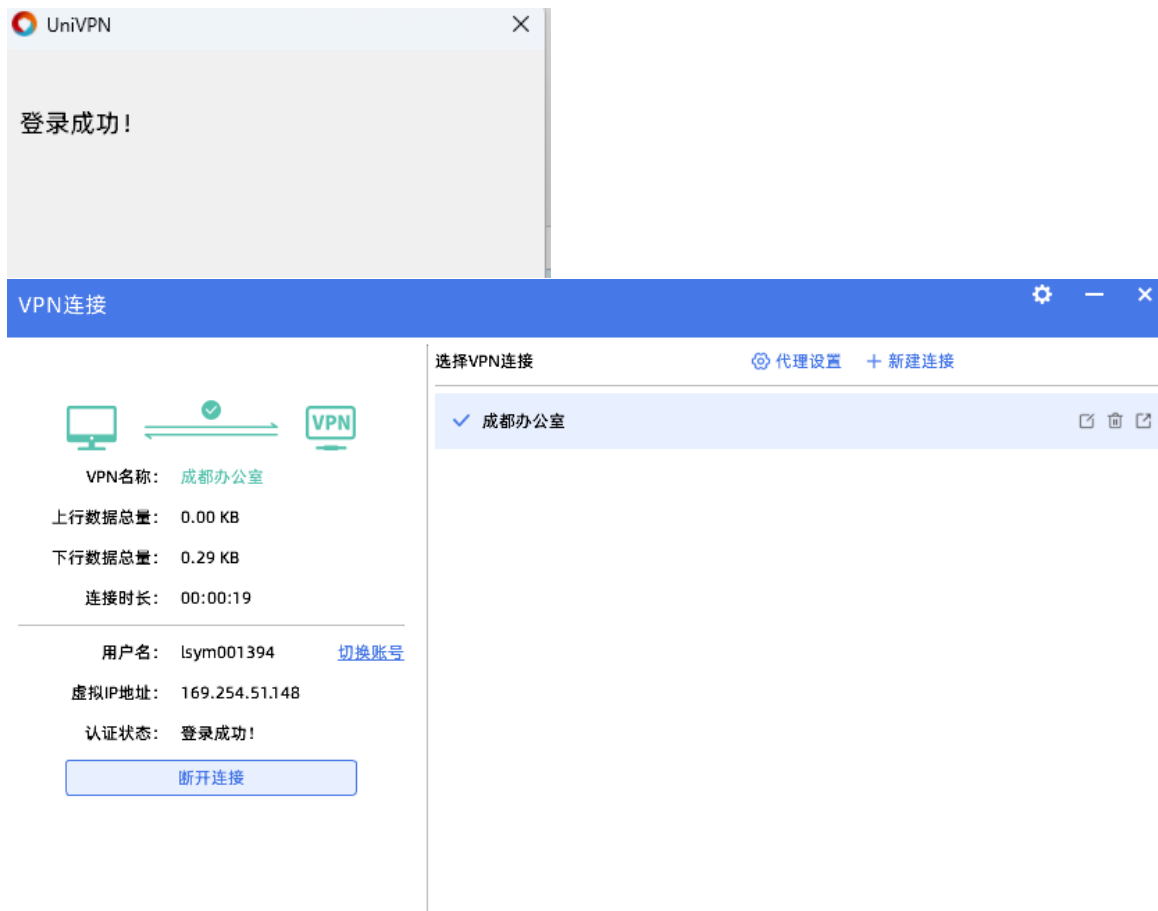 UniVPN
登录成功!
VPN连接
选择VPN连接 代理设置 新建连接
成都办公室
VPN
VPN名称: 成都办公室
上行数据总量: 0.00 KB
下行数据总量: 0.29 KB
连接时长: 00:00:19
用户名: lsym001394 切换账号
虚拟IP地址: 169.254.51.148
认证状态: 登录成功!
断开连接